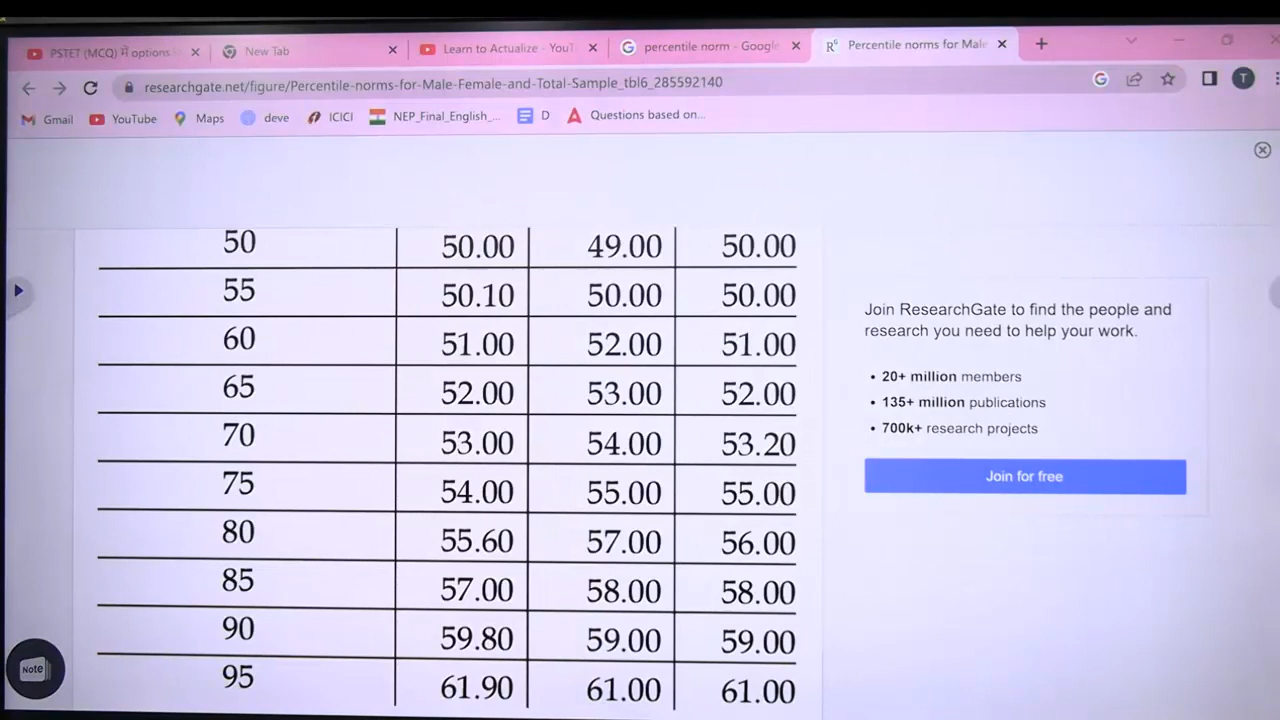 PSTET (MCQ) में options
New Tab
Learn to Actualize - YouT
percentile norm - Google
R⁶ Percentile norms for Male
researchgate.net/figure/Percentile-norms-for-Male-Female-and-Total-Sample_tbl6_285592140
G
T
Gmail
YouTube
Maps
deve
ICICI
NEP_Final_English_...
D
Questions based on...
50 50.00 49.00 50.00
55 50.10 50.00 50.00
60 51.00 52.00 51.00
65 52.00 53.00 52.00
70 53.00 54.00 53.20
75 54.00 55.00 55.00
80 55.60 57.00 56.00
85 57.00 58.00 58.00
90 59.80 59.00 59.00
95 61.90 61.00 61.00
Join ResearchGate to find the people and
research you need to help your work.
• 20+ million members
• 135+ million publications
• 700k+ research projects
Join for free
Note